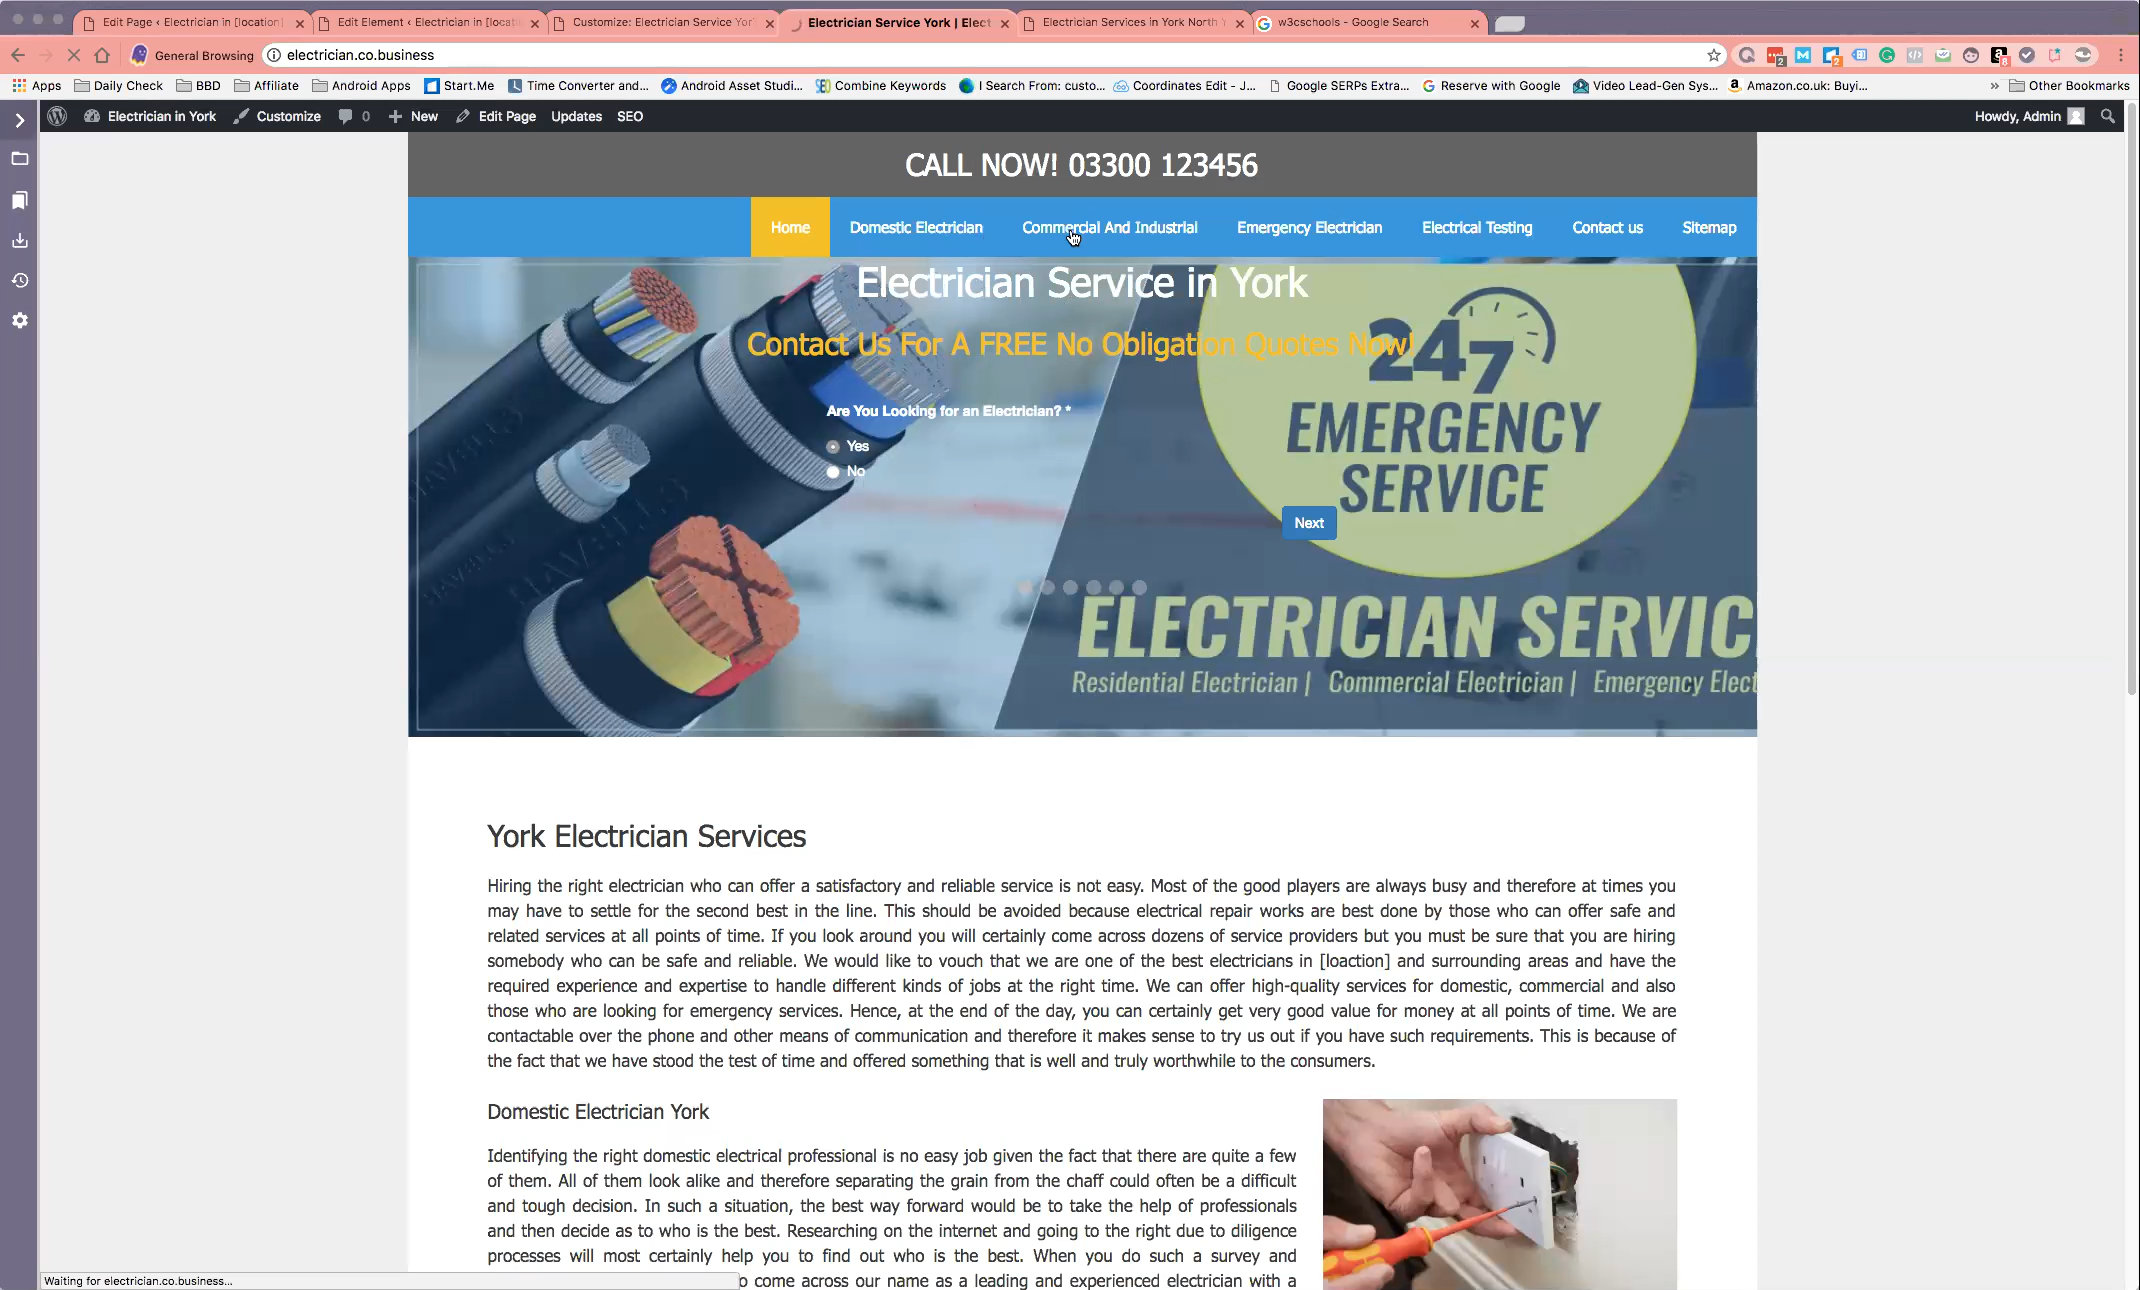 Edit Page ‹ Electrician in [location]
Edit Element ‹ Electrician in [locat
Customize: Electrician Service Yor
Electrician Service York | Elect
Electrician Services in York North Y
w3cschools - Google Search
General Browsing
electrician.co.business
2
2
8
Apps
Daily Check
BBD
Affiliate
Android Apps
Start.Me
Time Converter and...
Android Asset Studi...
Combine Keywords
I Search From: custo...
Coordinates Edit - J...
Google SERPs Extra...
Reserve with Google
Video Lead-Gen Sys...
Amazon.co.uk: Buyi...
»
Other Bookmarks
Electrician in York
Customize
0
New
Edit Page
Updates
SEO
Howdy, Admin
CALL NOW! 03300 123456
Home
Domestic Electrician
Commercial And Industrial
Emergency Electrician
Electrical Testing
Contact us
Sitemap
Electrician Service in York
Contact Us For A FREE No Obligation Quotes Now!
Are You Looking for an Electrician? *
Yes
No
Next
247
EMERGENCY
SERVICE
ELECTRICIAN SERVIC
Residential Electrician | Commercial Electrician | Emergency Elect
York Electrician Services
Hiring the right electrician who can offer a satisfactory and reliable service is not easy. Most of the good players are always busy and therefore at times you
may have to settle for the second best in the line. This should be avoided because electrical repair works are best done by those who can offer safe and
related services at all points of time. If you look around you will certainly come across dozens of service providers but you must be sure that you are hiring
somebody who can be safe and reliable. We would like to vouch that we are one of the best electricians in [loaction] and surrounding areas and have the
required experience and expertise to handle different kinds of jobs at the right time. We can offer high-quality services for domestic, commercial and also
those who are looking for emergency services. Hence, at the end of the day, you can certainly get very good value for money at all points of time. We are
contactable over the phone and other means of communication and therefore it makes sense to try us out if you have such requirements. This is because of
the fact that we have stood the test of time and offered something that is well and truly worthwhile to the consumers.
Domestic Electrician York
Identifying the right domestic electrical professional is no easy job given the fact that there are quite a few
of them. All of them look alike and therefore separating the grain from the chaff could often be a difficult
and tough decision. In such a situation, the best way forward would be to take the help of professionals
and then decide as to who is the best. Researching on the internet and going to the right due to diligence
processes will most certainly help you to find out who is the best. When you do such a survey and
o come across our name as a leading and experienced electrician with a
Waiting for electrician.co.business...